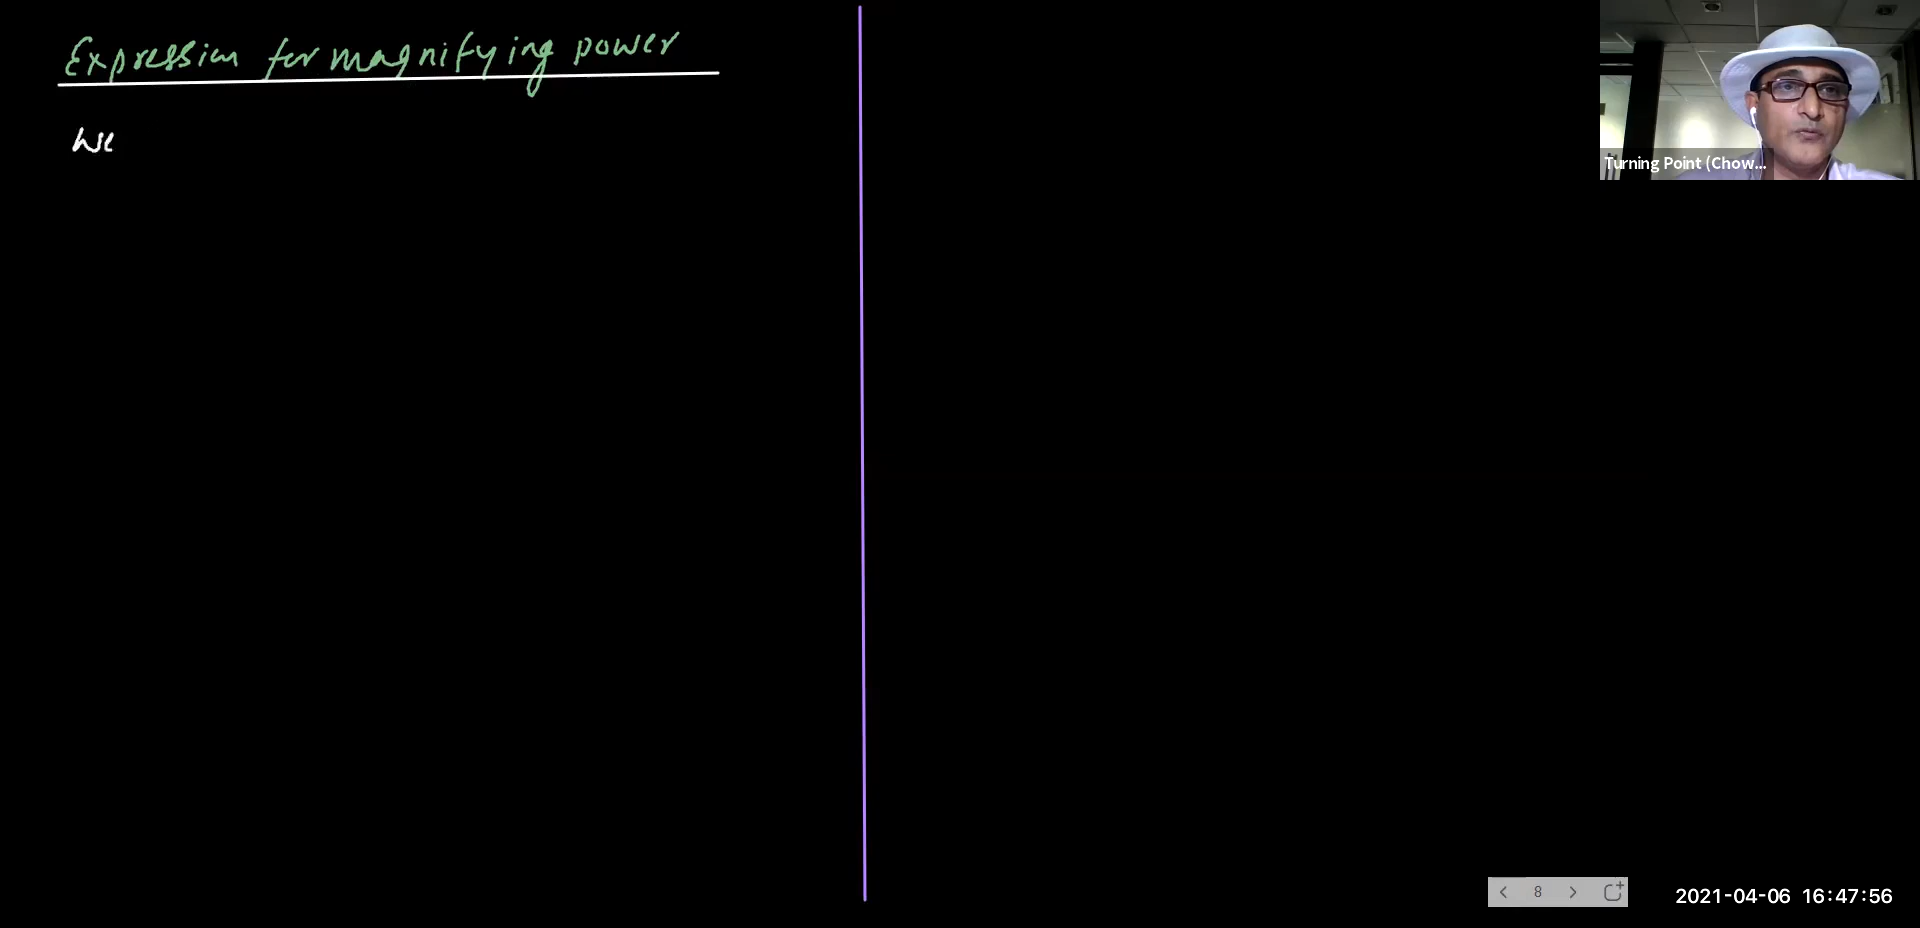 Expression for magnifying power
We
Turning Point (Chow...
8
2021-04-06 16:47:56